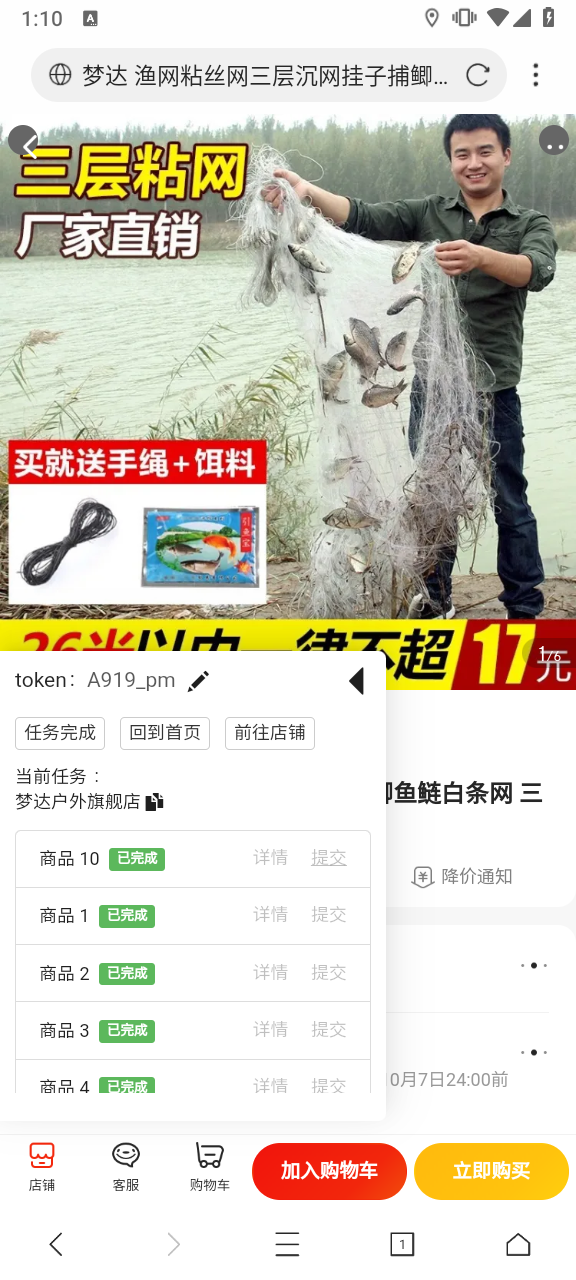 1:10
梦达 渔网粘丝网三层沉网挂子捕鲫...
三层粘网
厂家直销
买就送手绳+饵料
引鱼宝
26米以内 一律不超17元
1/6
token: A919_pm
任务完成 回到首页 前往店铺
当前任务：
梦达户外旗舰店
鲫鱼鲢白条网 三
商品 10 已完成 详情 提交
降价通知
商品 1 已完成 详情 提交
商品 2 已完成 详情 提交
商品 3 已完成 详情 提交
商品 4 已完成 详情 提交
0月7日24:00前
店铺 客服 购物车 加入购物车 立即购买
1